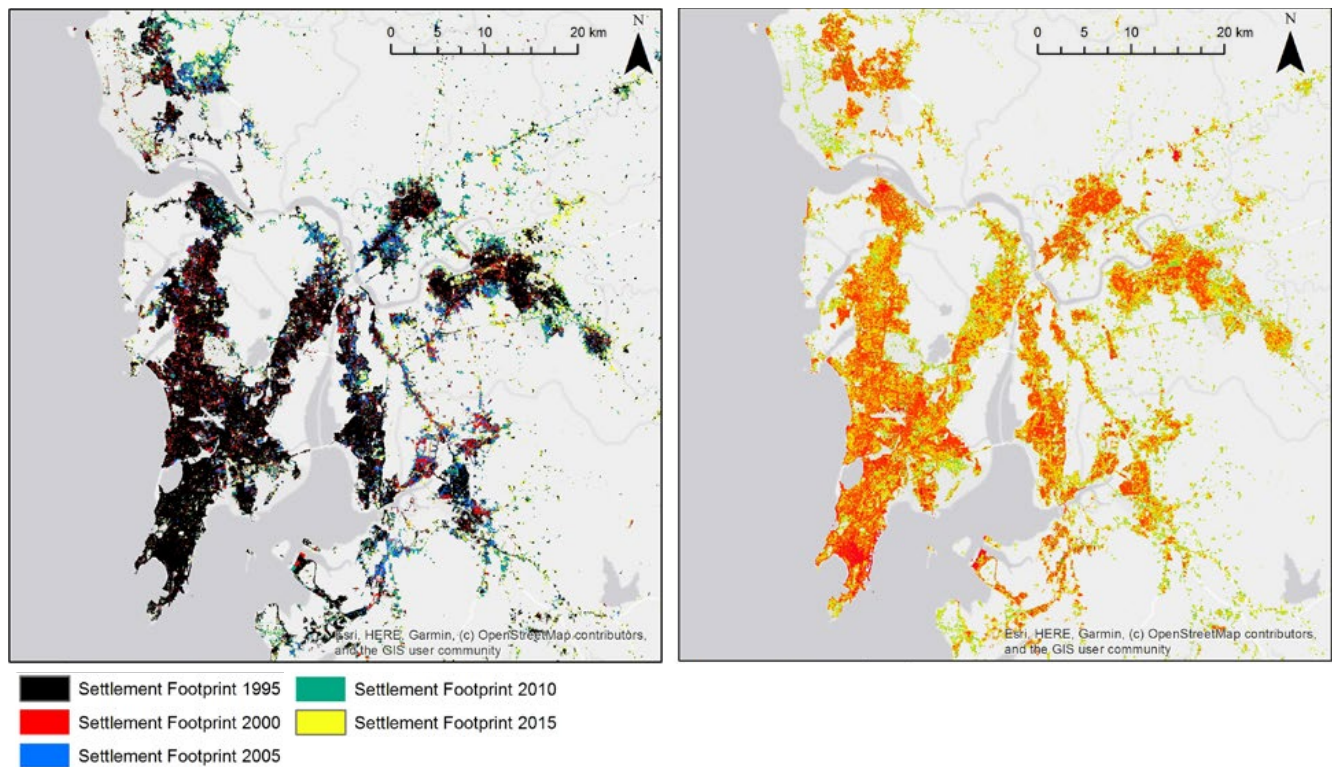 N
0 5 10 20 km
Esri, HERE, Garmin, (c) OpenStreetMap contributors,
and the GIS user community
N
0 5 10 20 km
Esri, HERE, Garmin, (c) OpenStreetMap contributors,
and the GIS user community
Settlement Footprint 1995
Settlement Footprint 2000
Settlement Footprint 2005
Settlement Footprint 2010
Settlement Footprint 2015